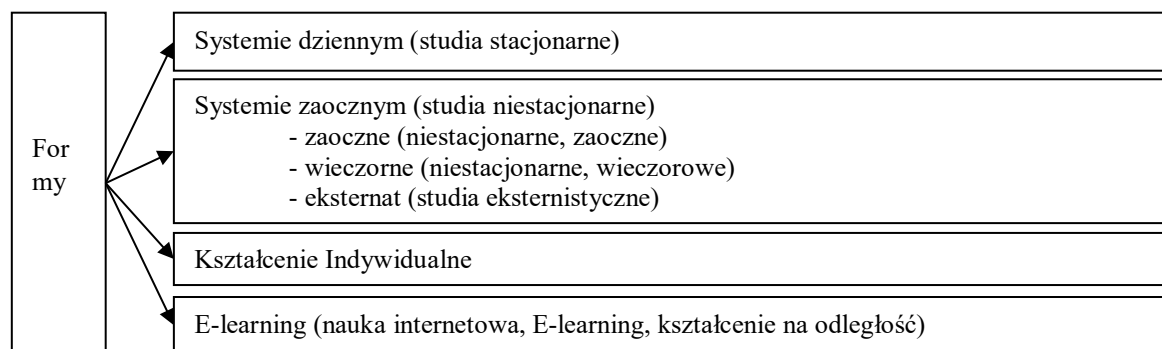 For
my
Systemie dziennym (studia stacjonarne)
Systemie zaocznym (studia niestacjonarne)
- zaoczne (niestacjonarne, zaoczne)
- wieczorne (niestacjonarne, wieczorowe)
- eksternat (studia eksternistyczne)
Kształcenie Indywidualne
E-learning (nauka internetowa, E-learning, kształcenie na odległość)